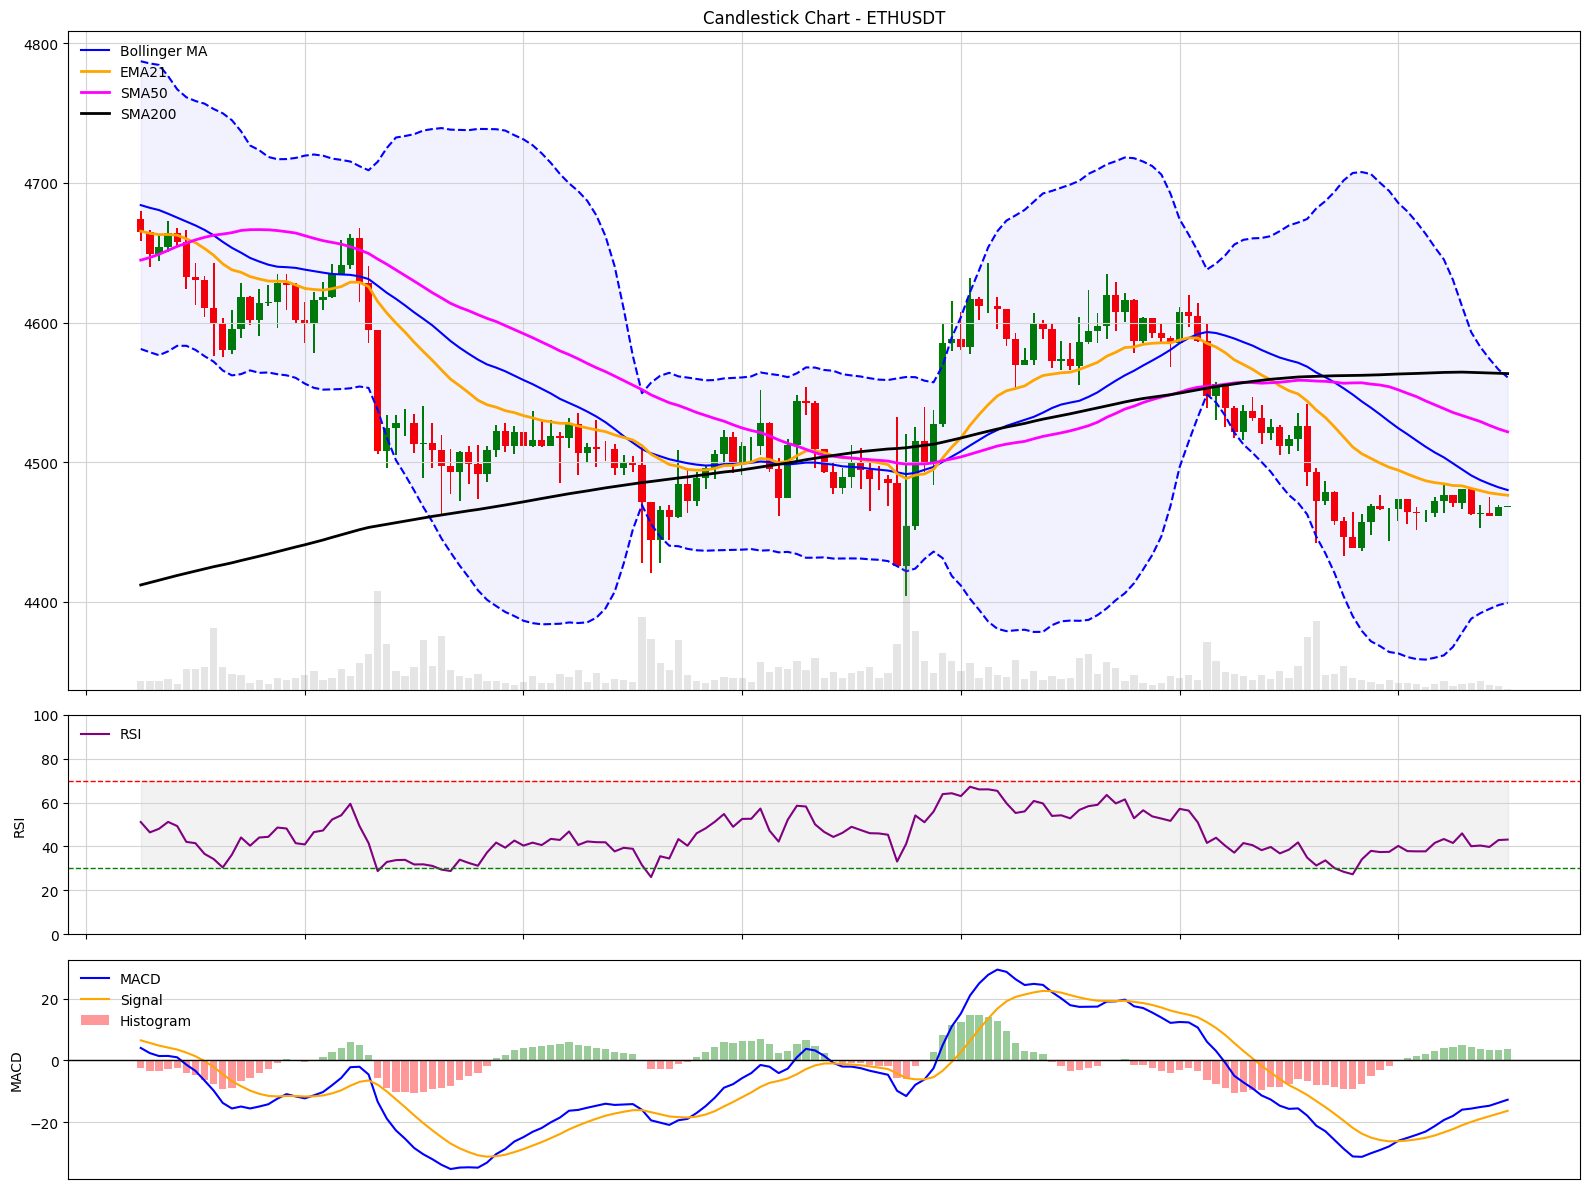 Candlestick Chart - ETHUSDT
Bollinger MA
EMA21
SMA50
SMA200
4800
4700
4600
4500
4400
RSI
RSI
100
80
60
40
20
0
MACD
Signal
Histogram
MACD
20
0
−20